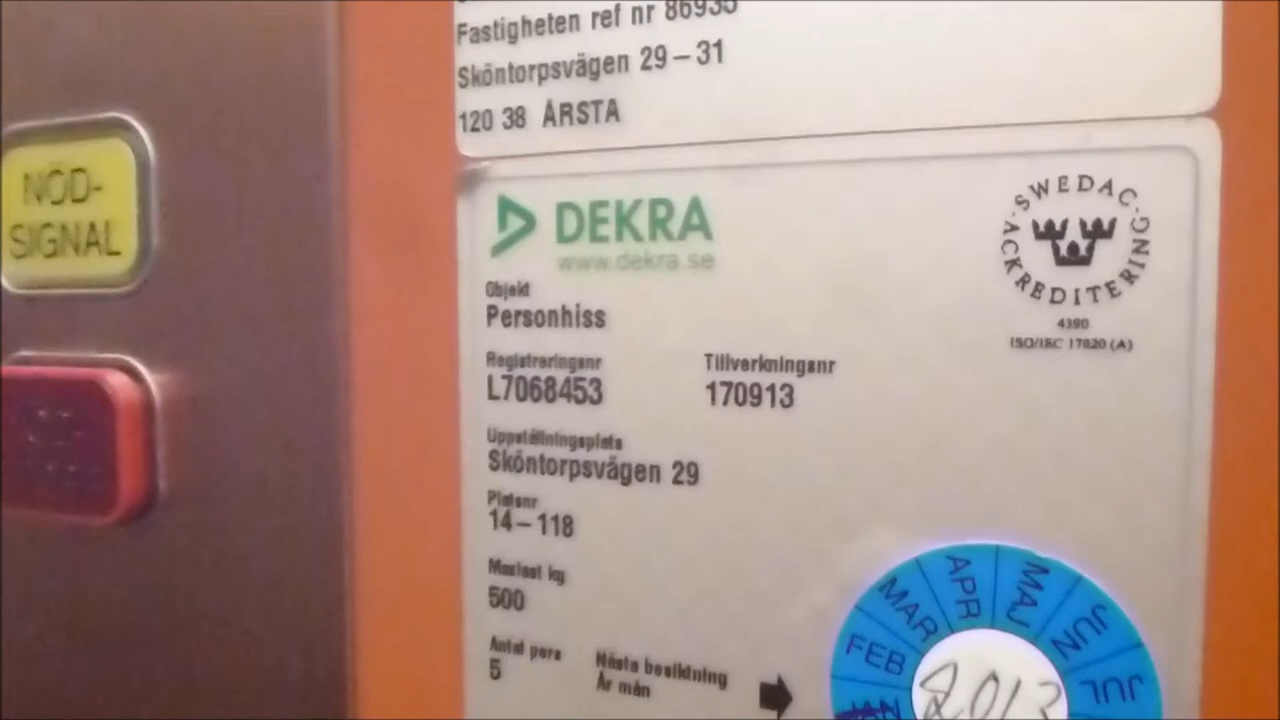 Fastigheten ref nr 86935
Sköntorpsvägen 29–31
120 38 ÅRSTA
NÖD-
SIGNAL
DEKRA
www.dekra.se
SWEDAC
ACKREDITERING
4390
ISO/IEC 17020 (A)
Objekt
Personhiss
Registreringsnr
L7068453
Tillverkningsnr
170913
Uppställningsplats
Sköntorpsvägen 29
Platsnr
14–118
Maxlast kg
500
Antal pers
5
Nästa besiktning
År mån
JAN
FEB
MAR
APR
MAJ
JUN
JUL
2013